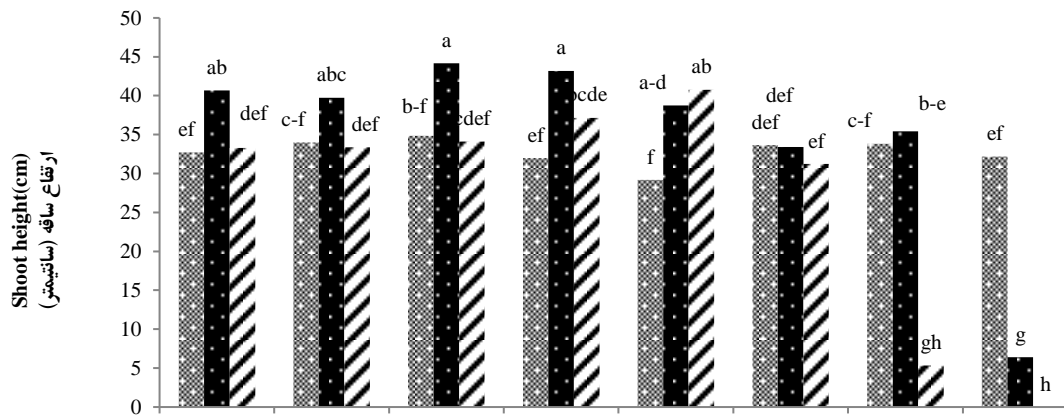 Shoot height(cm)
ارتفاع ساقه (سانتیمتر)
50
45
40
35
30
25
20
15
10
5
0
ef
ab
def
c-f
abc
def
b-f
a
cdef
ef
a
bcde
f
a-d
ab
def
def
ef
c-f
b-e
gh
ef
g
h